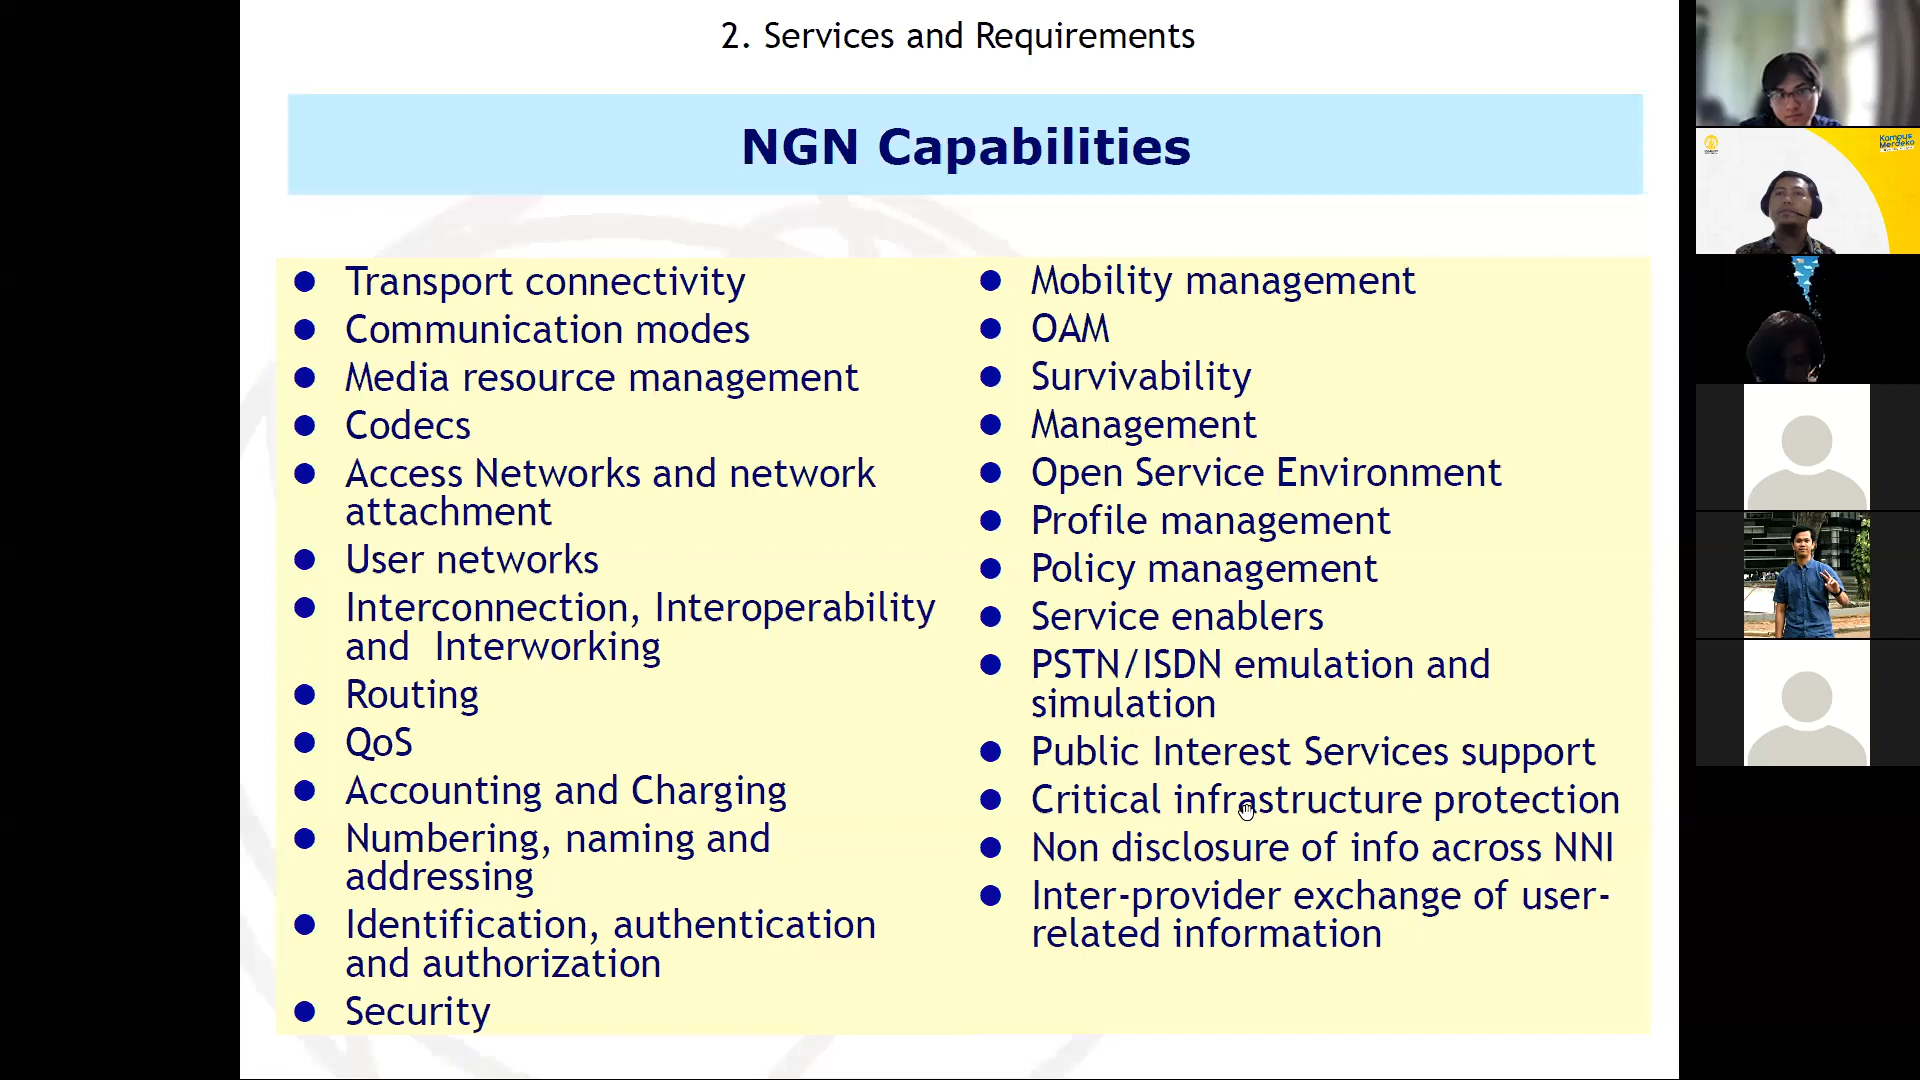 2. Services and Requirements
NGN Capabilities
Transport connectivity
Communication modes
Media resource management
Codecs
Access Networks and network
attachment
User networks
Interconnection, Interoperability
and Interworking
Routing
QoS
Accounting and Charging
Numbering, naming and
addressing
Identification, authentication
and authorization
Security
Mobility management
OAM
Survivability
Management
Open Service Environment
Profile management
Policy management
Service enablers
PSTN/ISDN emulation and
simulation
Public Interest Services support
Critical infrastructure protection
Non disclosure of info across NNI
Inter-provider exchange of user-
related information
Kampus
Merdeka